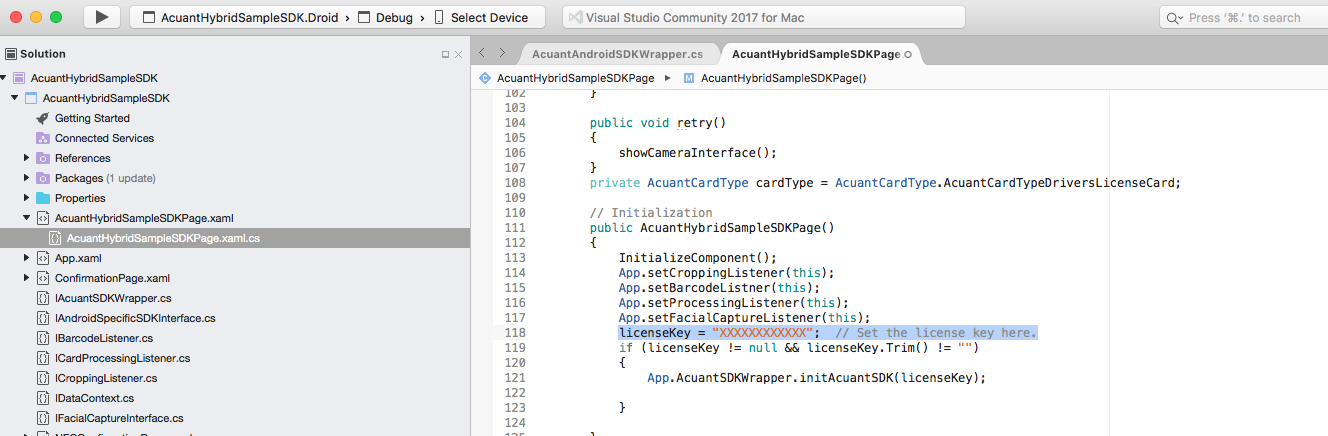 AcuantHybridSampleSDK.Droid › Debug › Select Device
Visual Studio Community 2017 for Mac
Press '⌘.' to search
Solution
AcuantHybridSampleSDK
AcuantHybridSampleSDK
Getting Started
Connected Services
References
Packages (1 update)
Properties
AcuantHybridSampleSDKPage.xaml
AcuantHybridSampleSDKPage.xaml.cs
App.xaml
ConfirmationPage.xaml
IAcuantSDKWrapper.cs
IAndroidSpecificSDKInterface.cs
IBarcodeListener.cs
ICardProcessingListener.cs
ICroppingListener.cs
IDataContext.cs
IFacialCaptureInterface.cs
AcuantAndroidSDKWrapper.cs
AcuantHybridSampleSDKPage.
AcuantHybridSampleSDKPage ▸ M AcuantHybridSampleSDKPage()
102 }
103
104 public void retry()
105 {
106 showCameraInterface();
107 }
108 private AcuantCardType cardType = AcuantCardType.AcuantCardTypeDriversLicenseCard;
109
110 // Initialization
111 public AcuantHybridSampleSDKPage()
112 {
113 InitializeComponent();
114 App.setCroppingListener(this);
115 App.setBarcodeListner(this);
116 App.setProcessingListener(this);
117 App.setFacialCaptureListener(this);
118 licenseKey = "XXXXXXXXXXXX"; // Set the license key here.
119 if (licenseKey != null && licenseKey.Trim() != "")
120 {
121 App.AcuantSDKWrapper.initAcuantSDK(licenseKey);
122
123 }
124